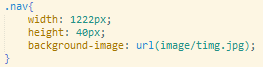 .nav{
    width: 1222px;
    height: 40px;
    background-image: url(image/timg.jpg);
}